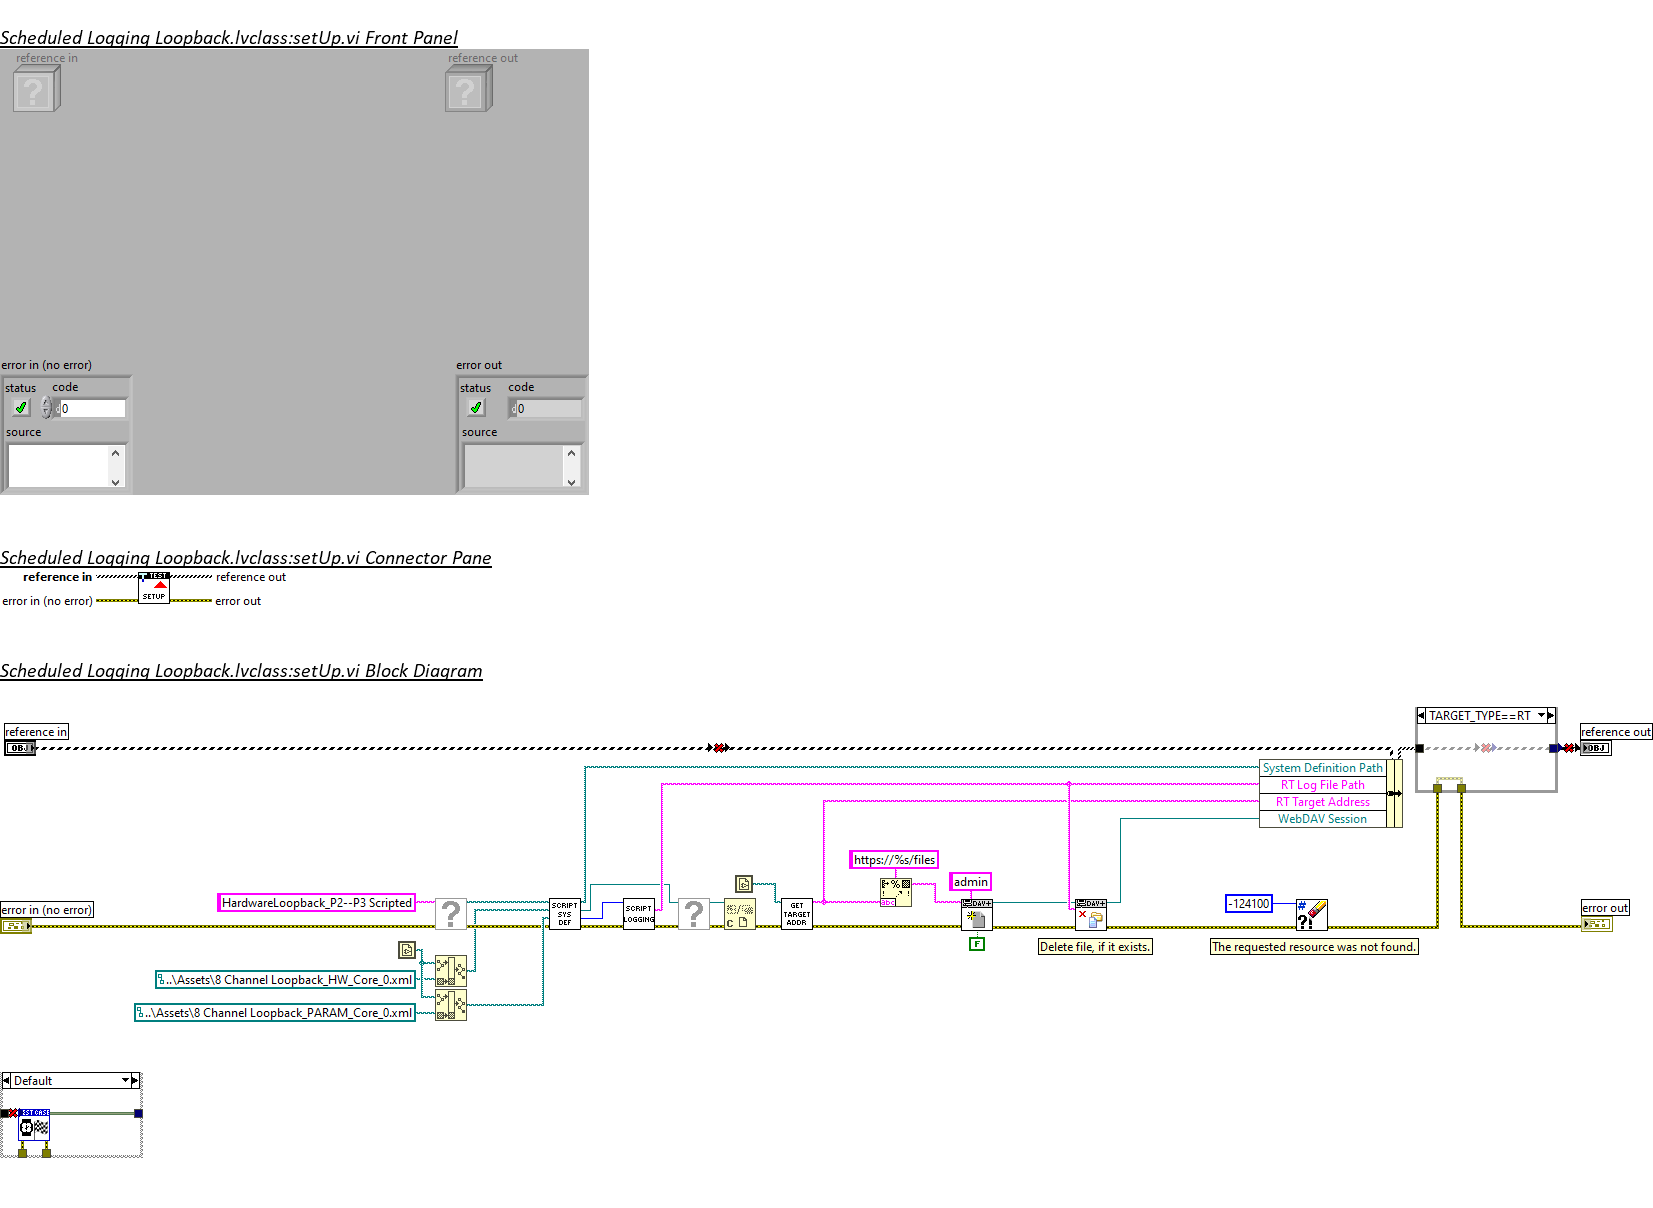 Scheduled Logging Loopback.lvclass:setUp.vi Front Panel
reference in
reference out
?
?
error in (no error)
error out
status
code
status
code
d
0
d
0
source
source
Scheduled Logging Loopback.lvclass:setUp.vi Connector Pane
reference in
reference out
TEST
SETUP
error in (no error)
error out
Scheduled Logging Loopback.lvclass:setUp.vi Block Diagram
TARGET_TYPE==RT
reference in
reference out
OBJ
OBJ
System Definition Path
RT Log File Path
RT Target Address
WebDAV Session
https://%s/files
admin
HardwareLoopback_P2--P3 Scripted
error in (no error)
?
SCRIPT
SYS
DEF
SCRIPT
LOGGING
?
GET
TARGET
ADDR
abc
DAV+
F
DAV+
Delete file, if it exists.
-124100
#
?!
The requested resource was not found.
error out
..\Assets\8 Channel Loopback_HW_Core_0.xml
..\Assets\8 Channel Loopback_PARAM_Core_0.xml
Default